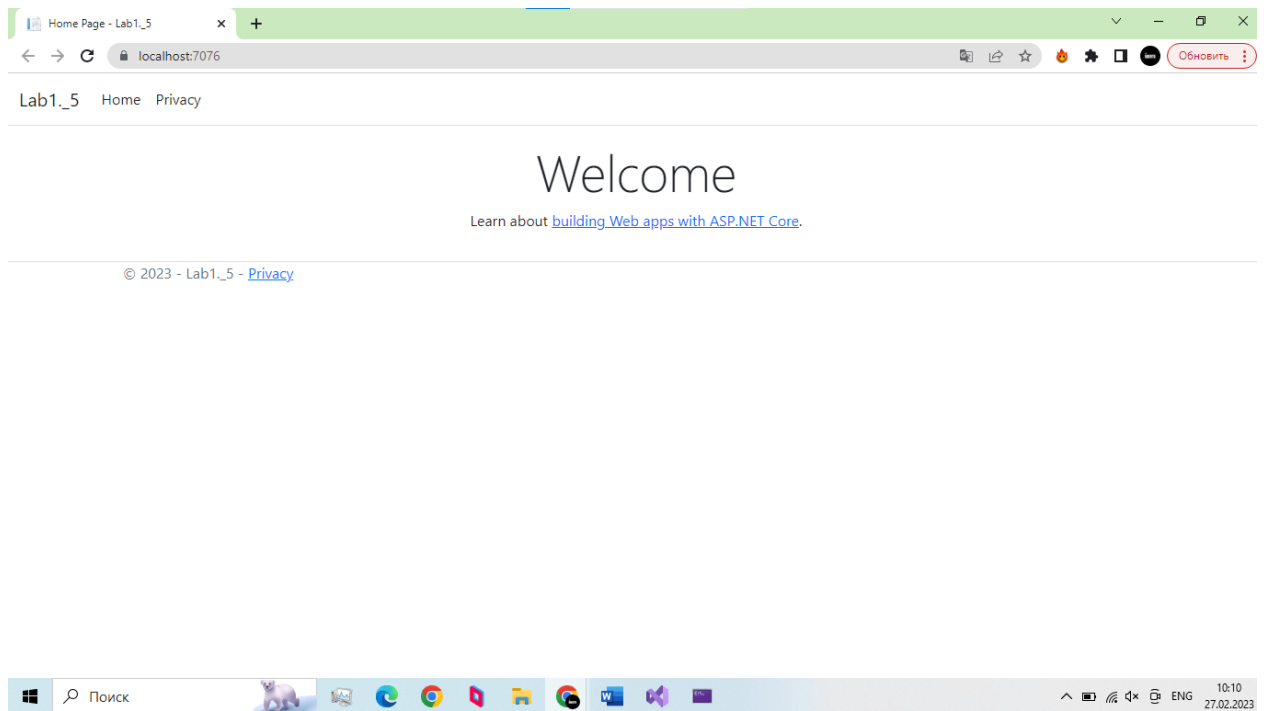 Home Page - Lab1._5
localhost:7076
Обновить
Lab1._5 Home Privacy
Welcome
Learn about building Web apps with ASP.NET Core.
© 2023 - Lab1._5 - Privacy
Поиск
ENG
10:10
27.02.2023